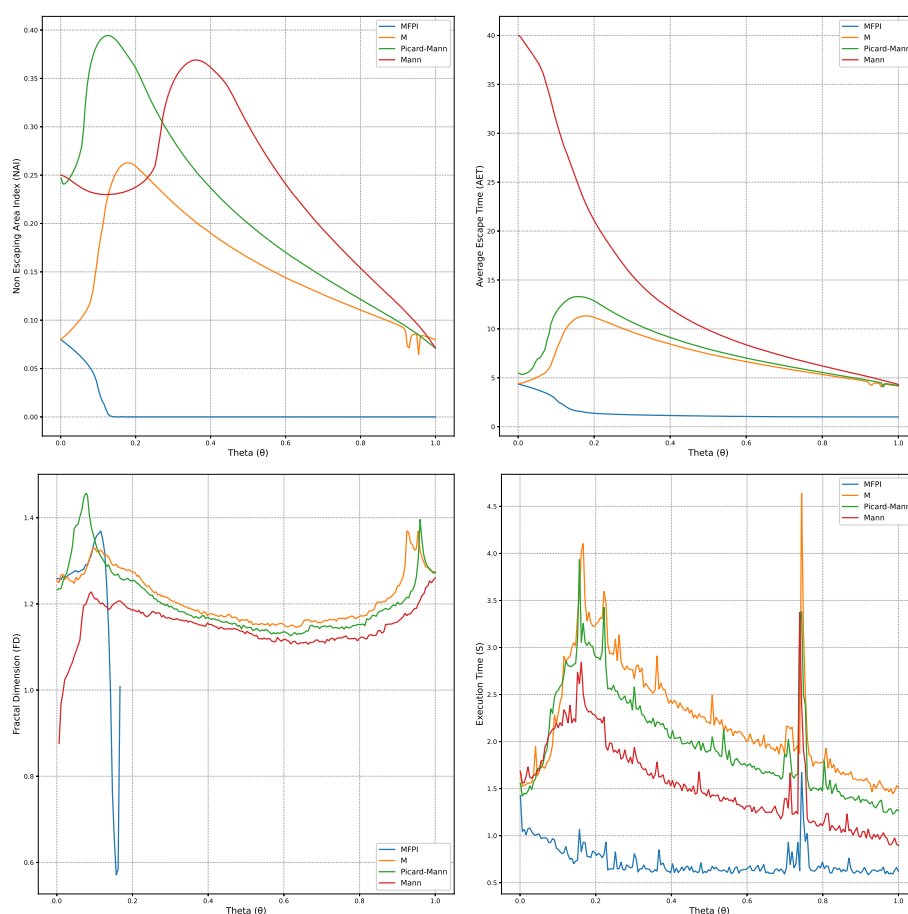 MFPI
M
Picard-Mann
Mann
0.40
0.35
0.30
0.25
0.20
0.15
0.10
0.05
0.00
Non Escaping Area Index (NAI)
0.0 0.2 0.4 0.6 0.8 1.0
Theta (θ)
MFPI
M
Picard-Mann
Mann
40
35
30
25
20
15
10
5
0
Average Escape Time (AET)
0.0 0.2 0.4 0.6 0.8 1.0
Theta (θ)
1.4
1.2
1.0
0.8
0.6
Fractal Dimension (FD)
MFPI
M
Picard-Mann
Mann
0.0 0.2 0.4 0.6 0.8 1.0
Theta (θ)
MFPI
M
Picard-Mann
Mann
4.5
4.0
3.5
3.0
2.5
2.0
1.5
1.0
0.5
Execution Time (S)
0.0 0.2 0.4 0.6 0.8 1.0
Theta (θ)